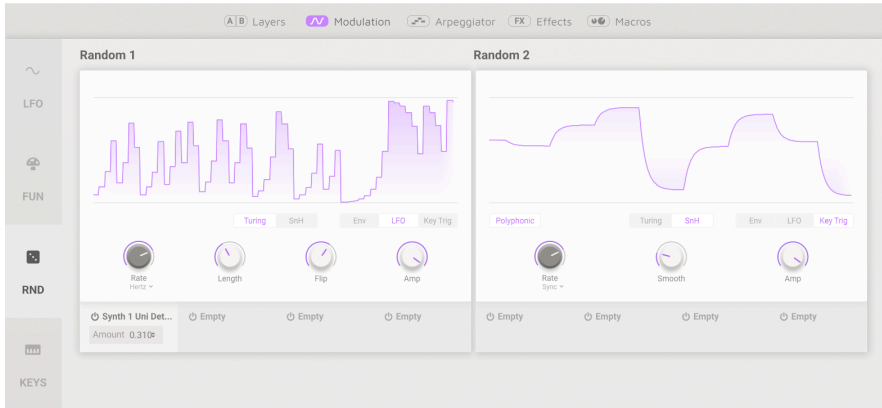 A B Layers Modulation Arpeggiator FX Effects Macros
Random 1 Random 2
LFO
FUN
RND
KEYS
Turing SnH Env LFO Key Trig
Rate Length Flip Amp
Hertz
Synth 1 Uni Det... Empty Empty Empty
Amount 0.310
Polyphonic Turing SnH Env LFO Key Trig
Rate Smooth Amp
Sync
Empty Empty Empty Empty